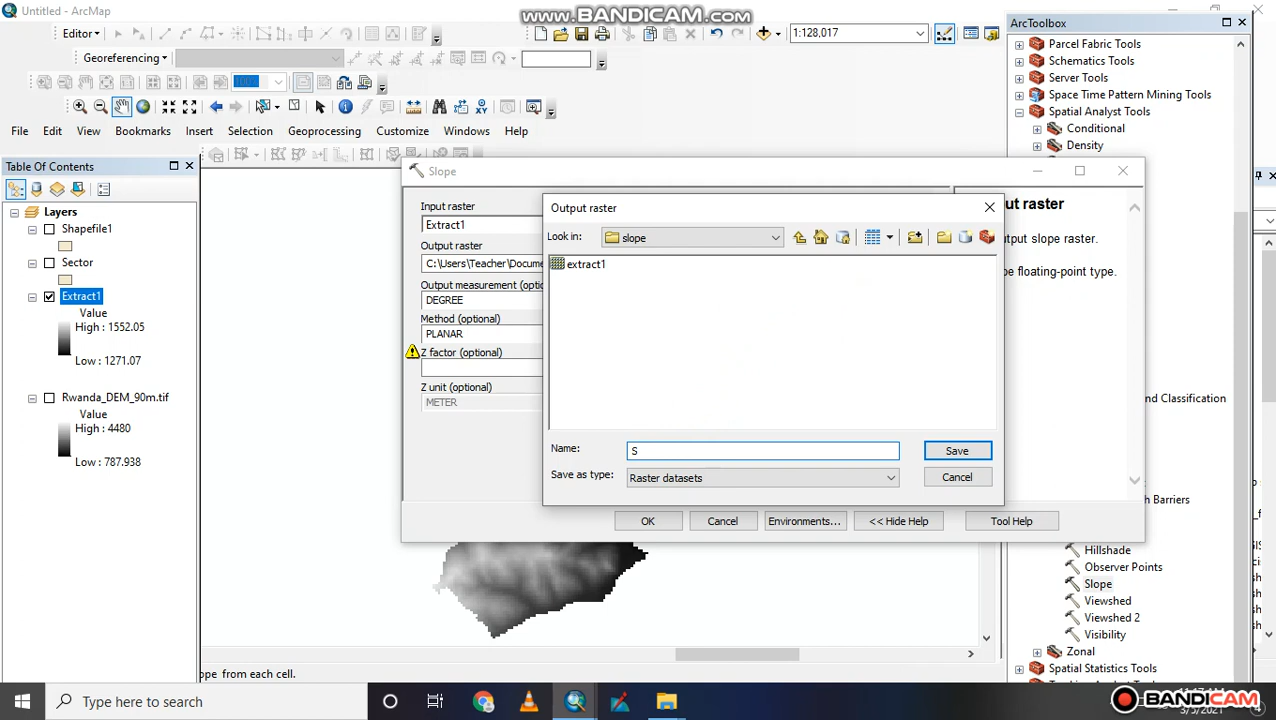 Untitled - ArcMap
www.BANDICAM.com
Editor
1:128,017
Georeferencing
100%
File Edit View Bookmarks Insert Selection Geoprocessing Customize Windows Help
Table Of Contents
Layers
Shapefile1
Sector
Extract1
Value
High : 1552.05
Low : 1271.07
Rwanda_DEM_90m.tif
Value
High : 4480
Low : 787.938
Slope
Input raster
Extract1
Output raster
C:\Users\Teacher\Docume
Output measurement (optio
DEGREE
Method (optional)
PLANAR
Z factor (optional)
Z unit (optional)
METER
Output raster
Look in:
slope
extract1
Name:
S
Save
Save as type:
Raster datasets
Cancel
ut raster
utput slope raster.
e floating-point type.
OK
Cancel
Environments...
<< Hide Help
Tool Help
ope from each cell.
ArcToolbox
Parcel Fabric Tools
Schematics Tools
Server Tools
Space Time Pattern Mining Tools
Spatial Analyst Tools
Conditional
Density
nd Classification
h Barriers
Hillshade
Observer Points
Slope
Viewshed
Viewshed 2
Visibility
Zonal
Spatial Statistics Tools
Type here to search
BANDICAM
3/5/2021